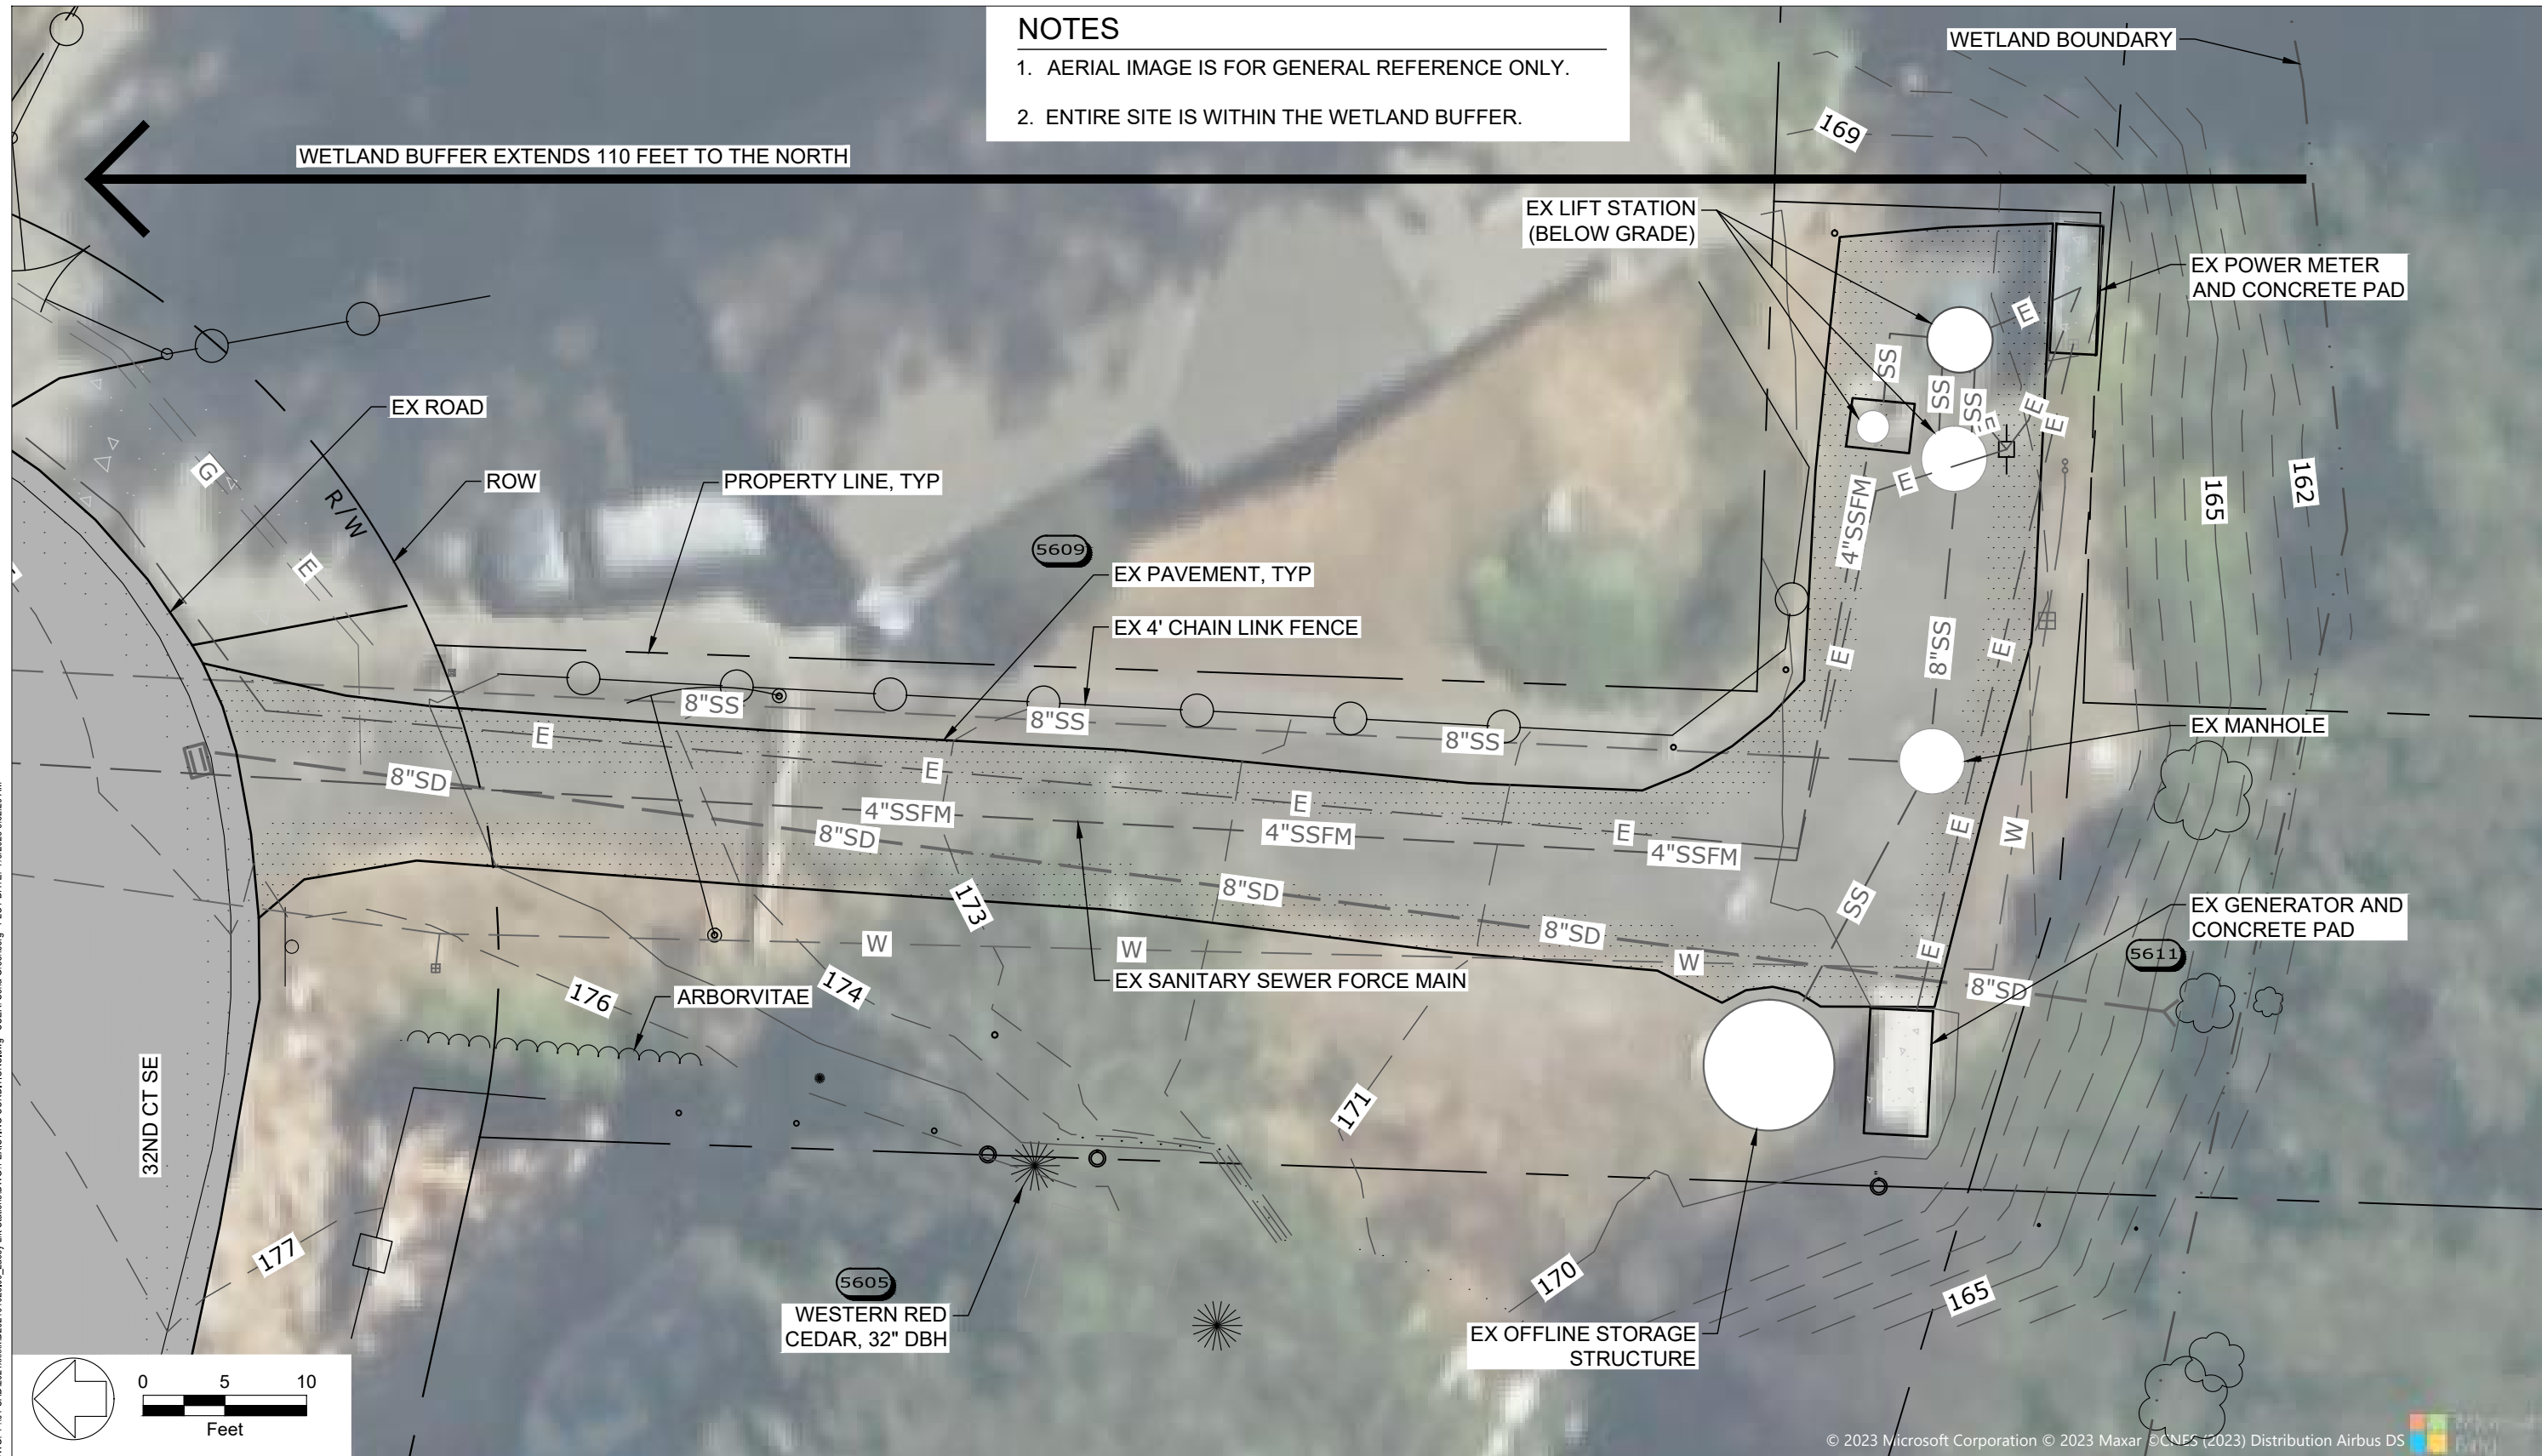 NOTES
1. AERIAL IMAGE IS FOR GENERAL REFERENCE ONLY.
2. ENTIRE SITE IS WITHIN THE WETLAND BUFFER.
WETLAND BOUNDARY
169
WETLAND BUFFER EXTENDS 110 FEET TO THE NORTH
EX LIFT STATION
(BELOW GRADE)
EX POWER METER
AND CONCRETE PAD
E
SS
SS
SS
E
E
E
E
EX ROAD
G
ROW
R/W
PROPERTY LINE, TYP
E
4"SSFM
165
162
5609
EX PAVEMENT, TYP
EX 4' CHAIN LINK FENCE
E
8"SS
E
8"SS
8"SS
8"SS
E
EX MANHOLE
8"SD
E
E
4"SSFM
8"SD
4"SSFM
E
4"SSFM
E
W
173
8"SD
SS
8"SD
EX GENERATOR AND
CONCRETE PAD
5611
W
W
W
E
8"SD
EX SANITARY SEWER FORCE MAIN
176
ARBORVITAE
174
171
32ND CT SE
177
170
165
5605
WESTERN RED
CEDAR, 32" DBH
EX OFFLINE STORAGE
STRUCTURE
0 5 10
Feet
© 2023 Microsoft Corporation © 2023 Maxar ©CNES (2023) Distribution Airbus DS